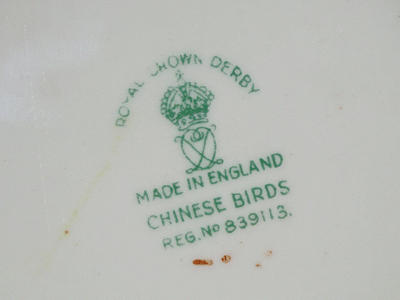 ROYAL CROWN DERBY
MADE IN ENGLAND
CHINESE BIRDS
REG. No 839113.